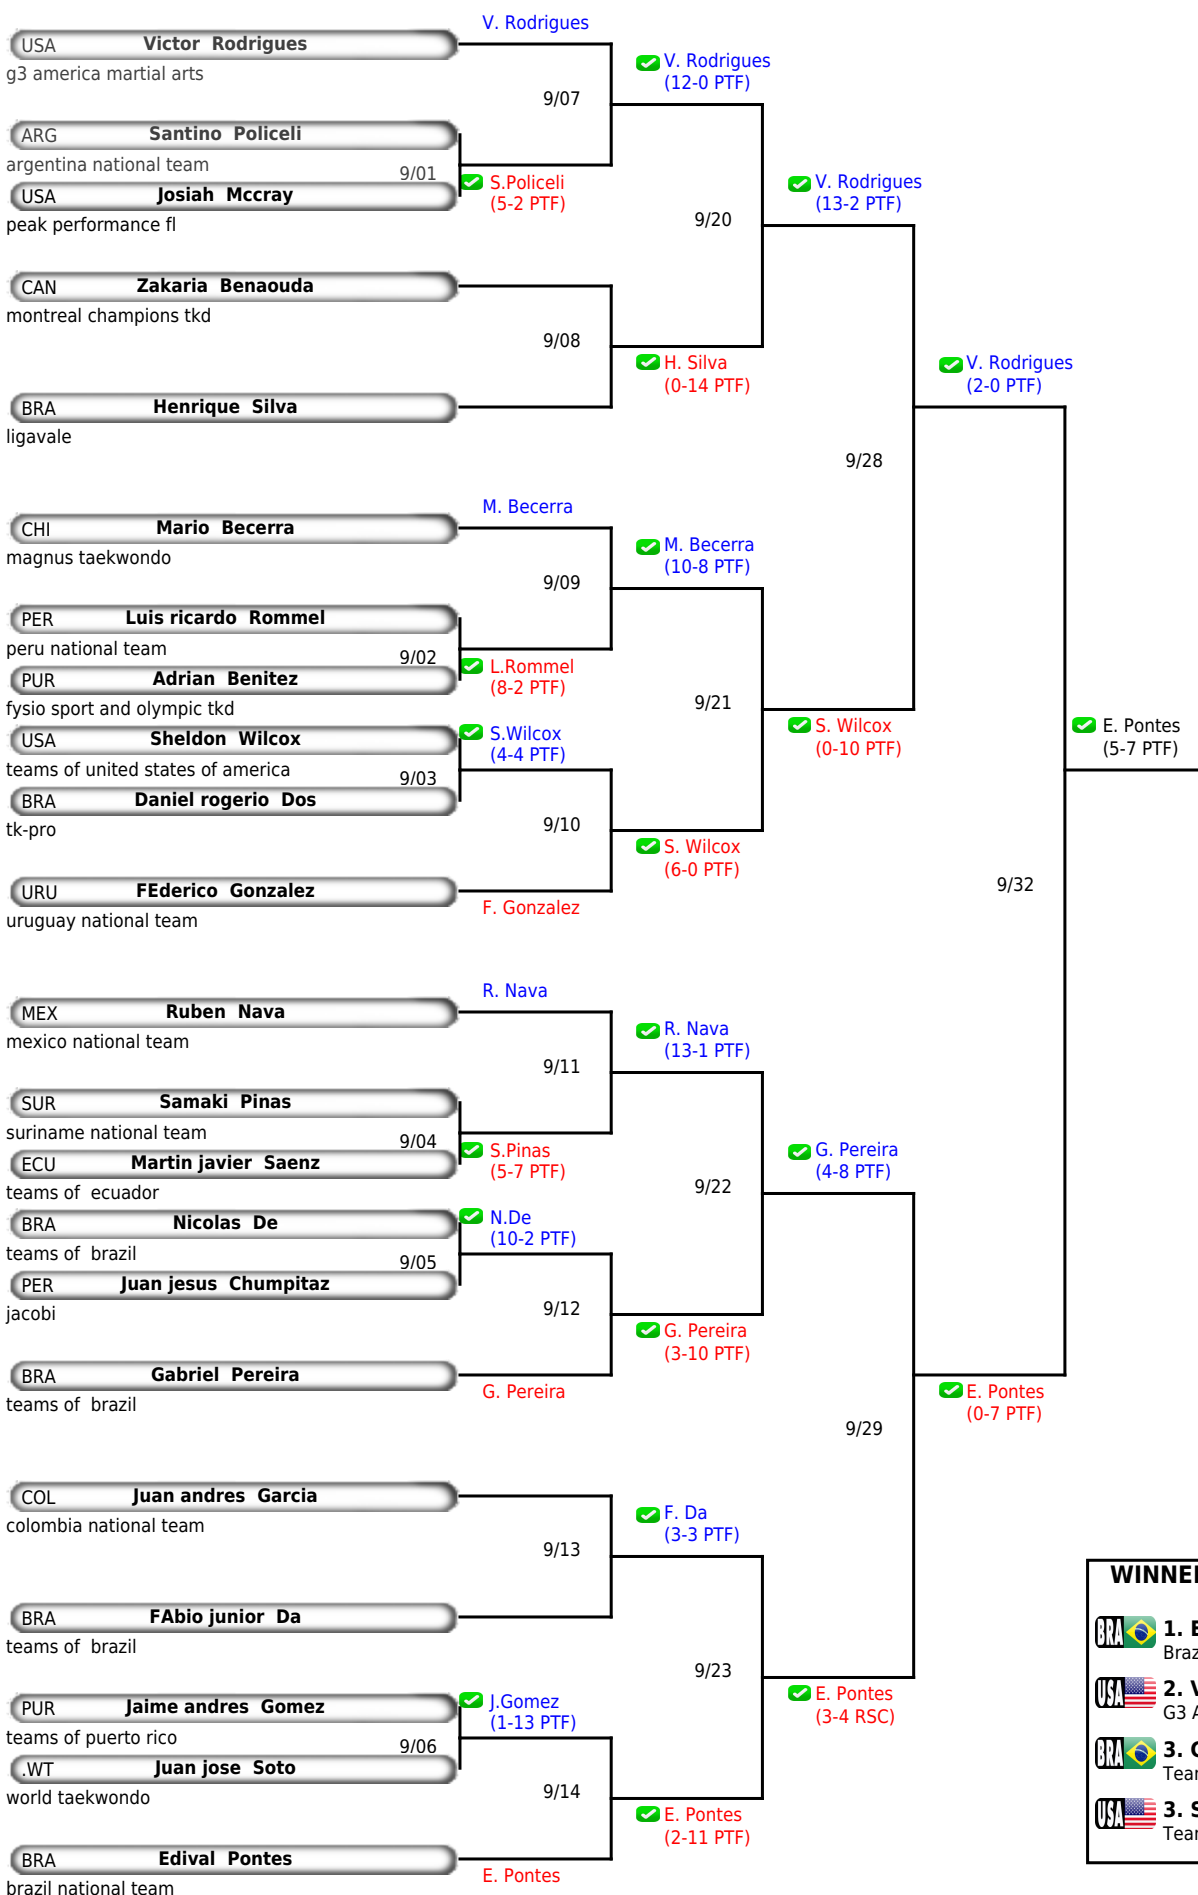 V. Rodrigues
USA Victor Rodrigues
g3 america martial arts
V. Rodrigues
(12-0 PTF)
9/07
ARG Santino Policeli
argentina national team
9/01
S.Policeli
(5-2 PTF)
USA Josiah Mccray
peak performance fl
V. Rodrigues
(13-2 PTF)
9/20
CAN Zakaria Benaouda
montreal champions tkd
9/08
H. Silva
(0-14 PTF)
V. Rodrigues
(2-0 PTF)
BRA Henrique Silva
ligavale
9/28
M. Becerra
CHI Mario Becerra
magnus taekwondo
M. Becerra
(10-8 PTF)
9/09
PER Luis ricardo Rommel
peru national team
9/02
L.Rommel
(8-2 PTF)
PUR Adrian Benitez
fysio sport and olympic tkd
9/21
USA Sheldon Wilcox
teams of united states of america
S.Wilcox
(4-4 PTF)
S. Wilcox
(0-10 PTF)
E. Pontes
(5-7 PTF)
9/03
BRA Daniel rogerio Dos
tk-pro
9/10
S. Wilcox
(6-0 PTF)
URU FEderico Gonzalez
uruguay national team
F. Gonzalez
9/32
R. Nava
MEX Ruben Nava
mexico national team
R. Nava
(13-1 PTF)
9/11
SUR Samaki Pinas
suriname national team
9/04
S.Pinas
(5-7 PTF)
ECU Martin javier Saenz
teams of ecuador
G. Pereira
(4-8 PTF)
9/22
BRA Nicolas De
teams of brazil
N.De
(10-2 PTF)
9/05
PER Juan jesus Chumpitaz
jacobi
9/12
G. Pereira
(3-10 PTF)
BRA Gabriel Pereira
teams of brazil
G. Pereira
E. Pontes
(0-7 PTF)
9/29
COL Juan andres Garcia
colombia national team
F. Da
(3-3 PTF)
9/13
BRA FAbio junior Da
teams of brazil
9/23
PUR Jaime andres Gomez
teams of puerto rico
J.Gomez
(1-13 PTF)
E. Pontes
(3-4 RSC)
9/06
.WT Juan jose Soto
world taekwondo
9/14
E. Pontes
(2-11 PTF)
BRA Edival Pontes
brazil national team
E. Pontes
BRA 1.
USA 2. V
G3 A
BRA 3.
USA 3. S